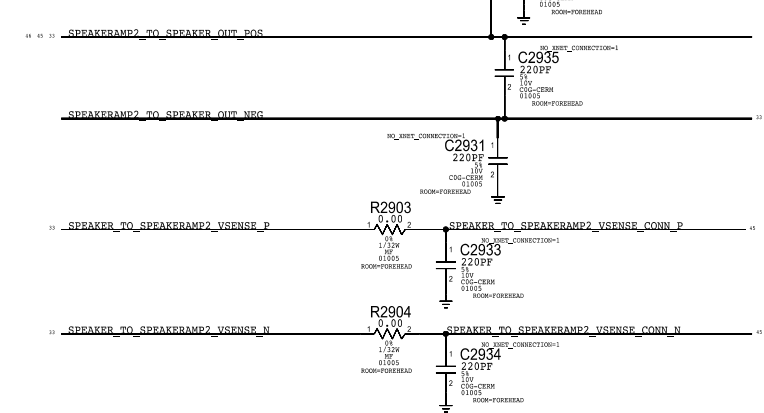 01005
ROOM=FOREHEAD
46 45 33 SPEAKERAMP2_TO_SPEAKER_OUT_POS
NO_XNET_CONNECTION=1
1 C2935
220PF
5%
10V
2 C0G-CERM
01005
ROOM=FOREHEAD
SPEAKERAMP2_TO_SPEAKER_OUT_NEG 33
NO_XNET_CONNECTION=1
C2931 1
220PF
5%
10V 2
C0G-CERM
01005
ROOM=FOREHEAD
R2903
0.00
33 SPEAKER_TO_SPEAKERAMP2_VSENSE_P 1 2 SPEAKER_TO_SPEAKERAMP2_VSENSE_CONN_P 45
0%
1/32W
MF
01005
ROOM=FOREHEAD
NO_XNET_CONNECTION=1
1 C2933
220PF
5%
10V
2 C0G-CERM
01005
ROOM=FOREHEAD
R2904
0.00
33 SPEAKER_TO_SPEAKERAMP2_VSENSE_N 1 2 SPEAKER_TO_SPEAKERAMP2_VSENSE_CONN_N 45
0%
1/32W
MF
01005
ROOM=FOREHEAD
NO_XNET_CONNECTION=1
1 C2934
220PF
5%
10V
2 C0G-CERM
01005
ROOM=FOREHEAD